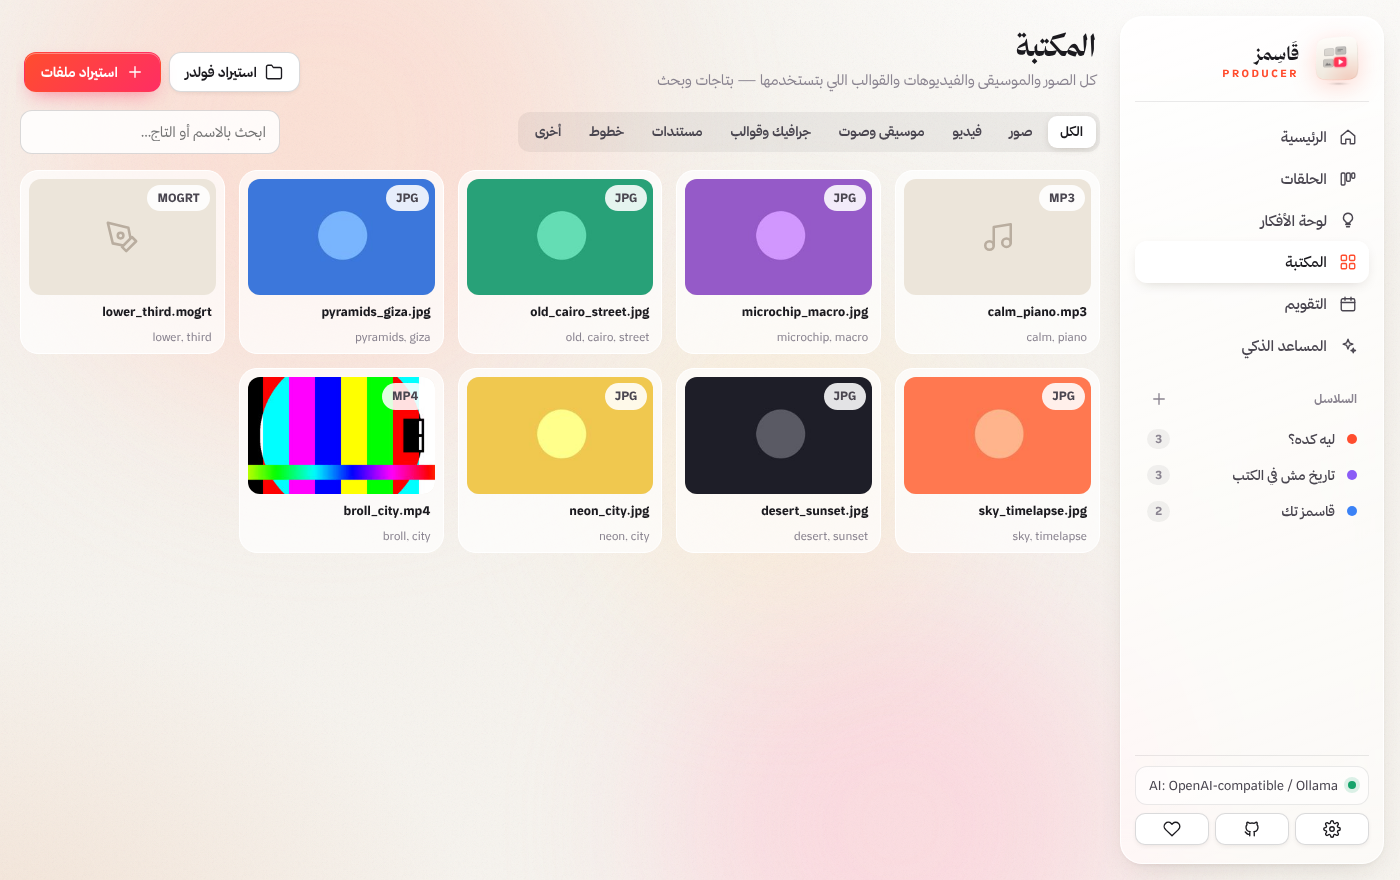 قَاسِمز
PRODUCER
الرئيسية
الحلقات
لوحة الأفكار
المكتبة
التقويم
المساعد الذكي
السلاسل
ليه كده؟ 3
تاريخ مش في الكتب 3
قاسمز تك 2
AI: OpenAI-compatible / Ollama
المكتبة
كل الصور والموسيقى والفيديوهات والقوالب اللي بتستخدمها — بتاجات وبحث
استيراد فولدر
استيراد ملفات
الكل صور فيديو موسيقى وصوت جرافيك وقوالب مستندات خطوط أخرى
ابحث بالاسم أو التاج...
MP3
calm_piano.mp3
calm, piano
JPG
microchip_macro.jpg
microchip, macro
JPG
old_cairo_street.jpg
old, cairo, street
JPG
pyramids_giza.jpg
pyramids, giza
MOGRT
lower_third.mogrt
lower, third
JPG
sky_timelapse.jpg
sky, timelapse
JPG
desert_sunset.jpg
desert, sunset
JPG
neon_city.jpg
neon, city
MP4
broll_city.mp4
broll, city